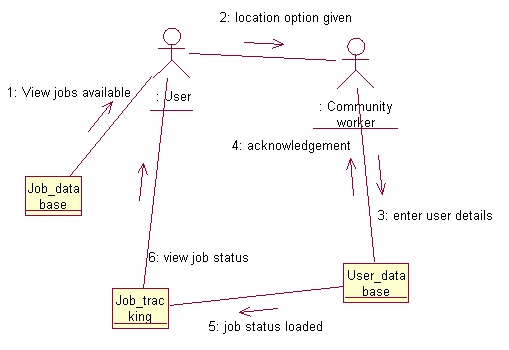 2: location option given
1: View jobs available
: User
: Community
worker
4: acknowledgement
Job_data
base
3: enter user details
6: view job status
User_data
base
Job_trac
king
5: job status loaded